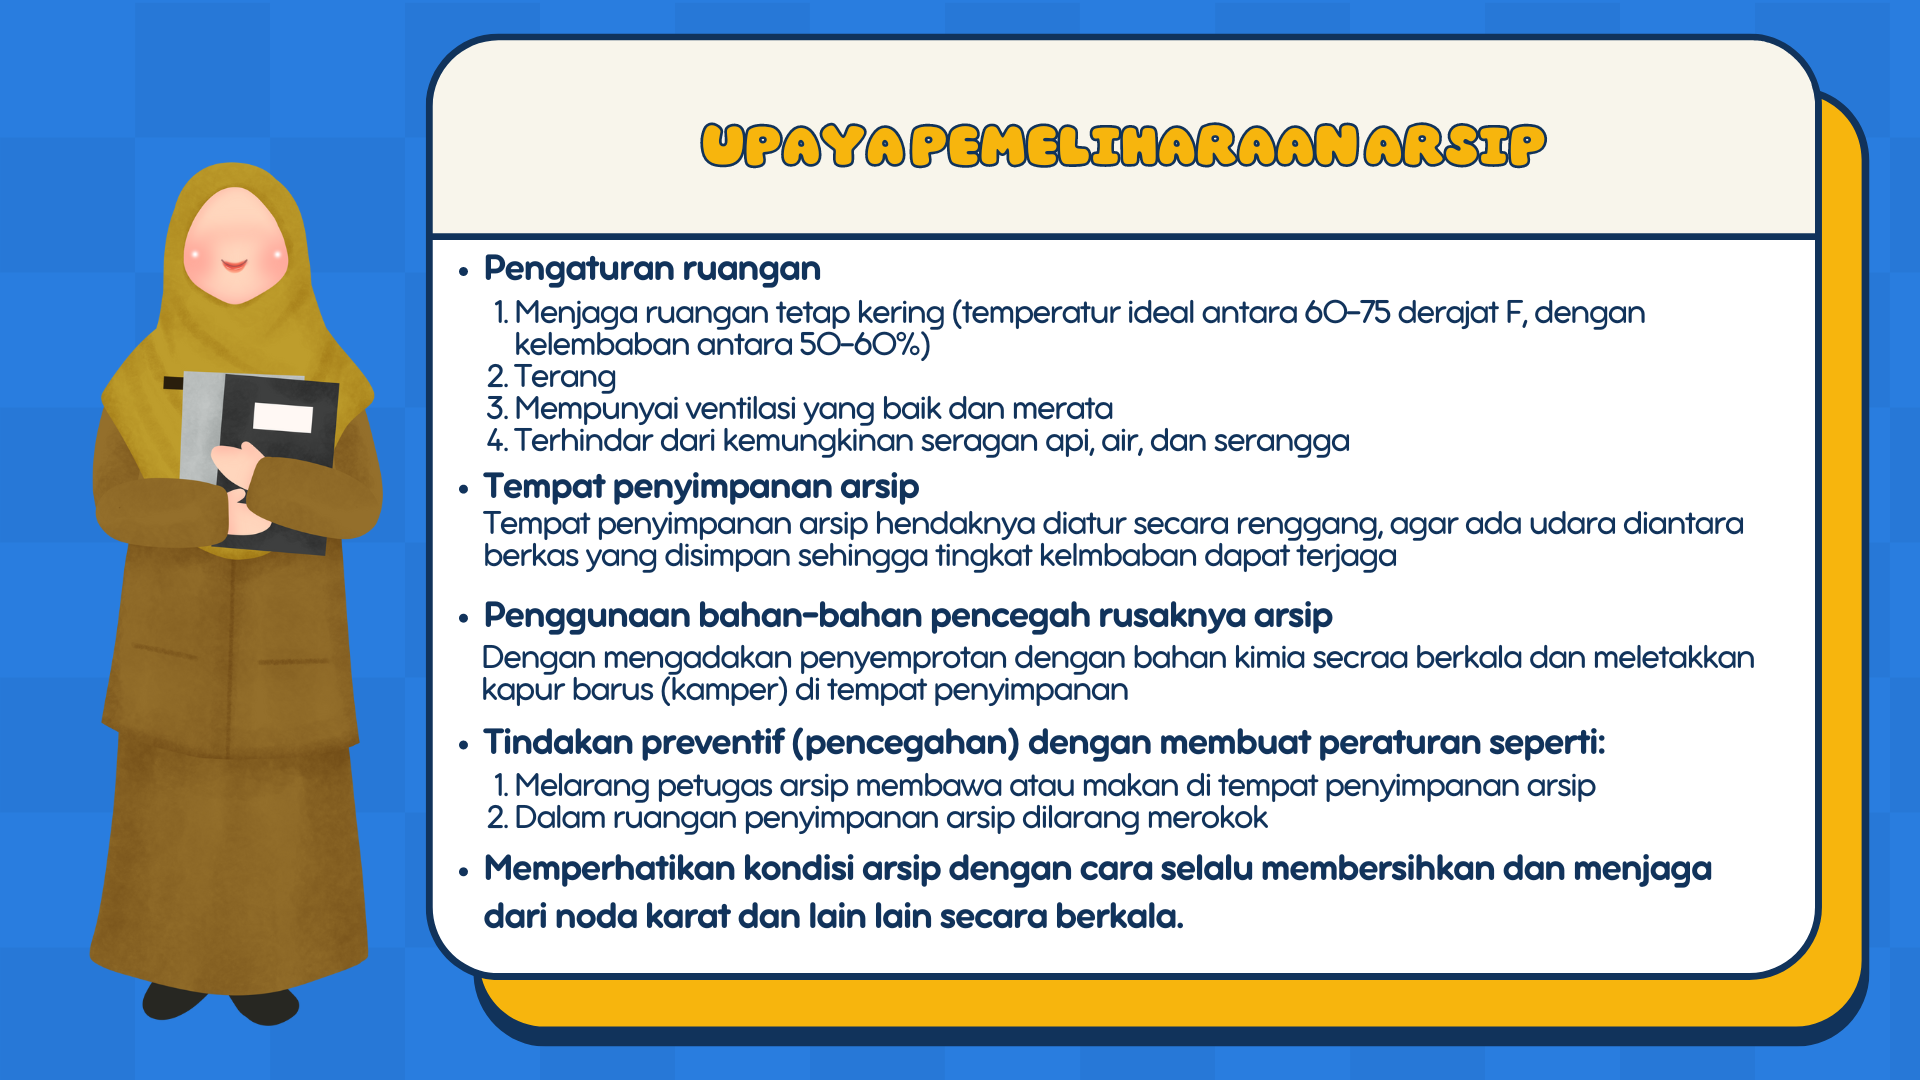 UPAYA PEMELIHARAAN ARSIP
• Pengaturan ruangan
1. Menjaga ruangan tetap kering (temperatur ideal antara 60-75 derajat F, dengan
kelembaban antara 50-60%)
2. Terang
3. Mempunyai ventilasi yang baik dan merata
4. Terhindar dari kemungkinan seragan api, air, dan serangga
• Tempat penyimpanan arsip
Tempat penyimpanan arsip hendaknya diatur secara renggang, agar ada udara diantara
berkas yang disimpan sehingga tingkat kelmbaban dapat terjaga
• Penggunaan bahan-bahan pencegah rusaknya arsip
Dengan mengadakan penyemprotan dengan bahan kimia secraa berkala dan meletakkan
kapur barus (kamper) di tempat penyimpanan
• Tindakan preventif (pencegahan) dengan membuat peraturan seperti:
1. Melarang petugas arsip membawa atau makan di tempat penyimpanan arsip
2. Dalam ruangan penyimpanan arsip dilarang merokok
• Memperhatikan kondisi arsip dengan cara selalu membersihkan dan menjaga
dari noda karat dan lain lain secara berkala.